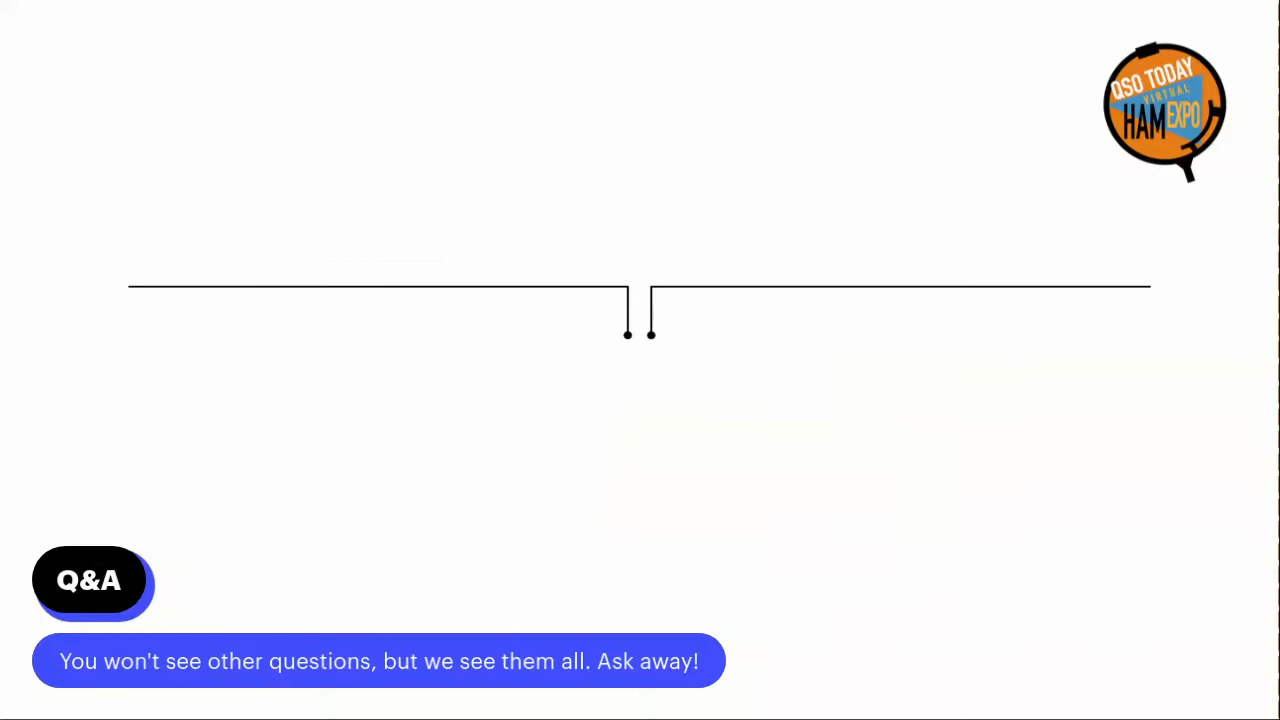 QSO TODAY
VIRTUAL
HAM EXPO
Q&A
You won't see other questions, but we see them all. Ask away!